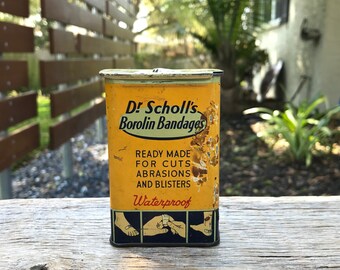 Dr Scholl's
Borolin Bandages
READY MADE
FOR CUTS
ABRASIONS
AND BLISTERS
Waterproof